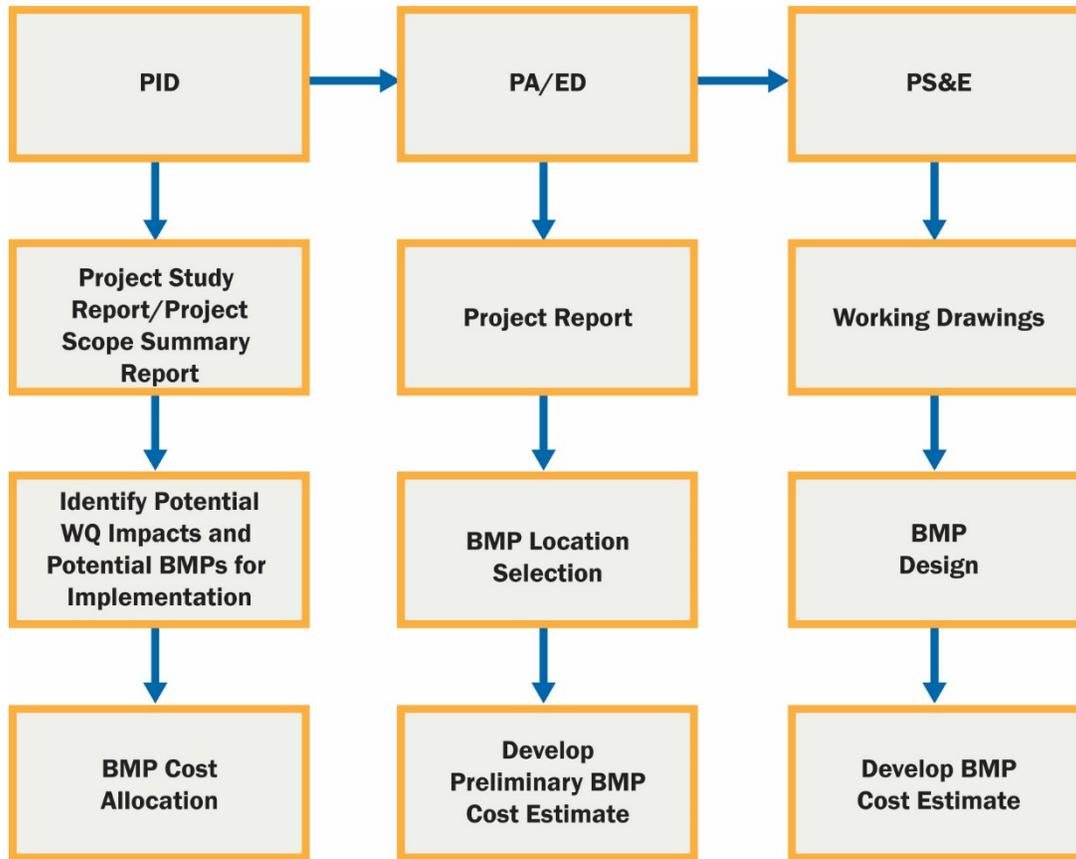 PID
PA/ED
PS&E
Project Study
Report/Project
Scope Summary
Report
Project Report
Working Drawings
Identify Potential
WQ Impacts and
Potential BMPs for
Implementation
BMP Location
Selection
BMP
Design
BMP Cost
Allocation
Develop
Preliminary BMP
Cost Estimate
Develop BMP
Cost Estimate